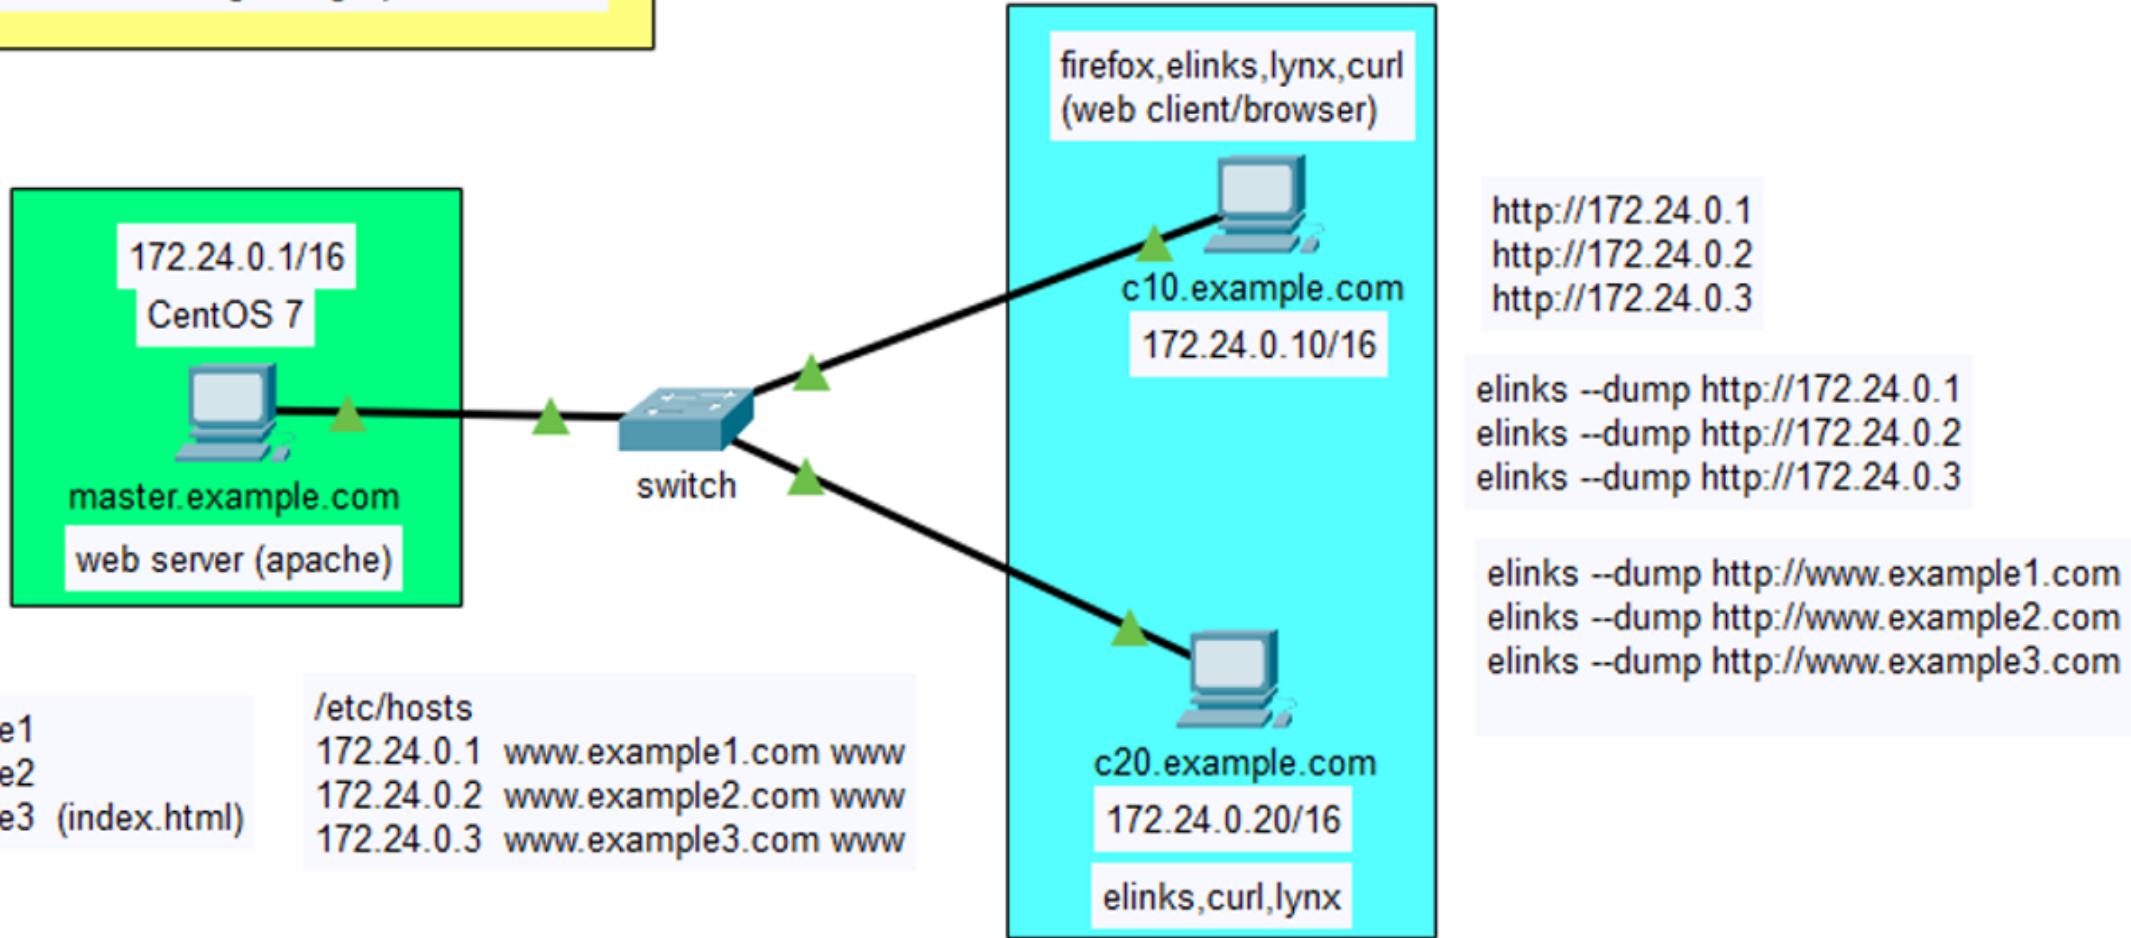 172.24.0.1/16
CentOS 7
master.example.com
web server (apache)
switch
firefox,elinks,lynx,curl
(web client/browser)
c10.example.com
172.24.0.10/16
c20.example.com
172.24.0.20/16
elinks,curl,lynx
http://172.24.0.1
http://172.24.0.2
http://172.24.0.3
elinks --dump http://172.24.0.1
elinks --dump http://172.24.0.2
elinks --dump http://172.24.0.3
elinks --dump http://www.example1.com
elinks --dump http://www.example2.com
elinks --dump http://www.example3.com
e1
e2
e3 (index.html)
/etc/hosts
172.24.0.1 www.example1.com www
172.24.0.2 www.example2.com www
172.24.0.3 www.example3.com www